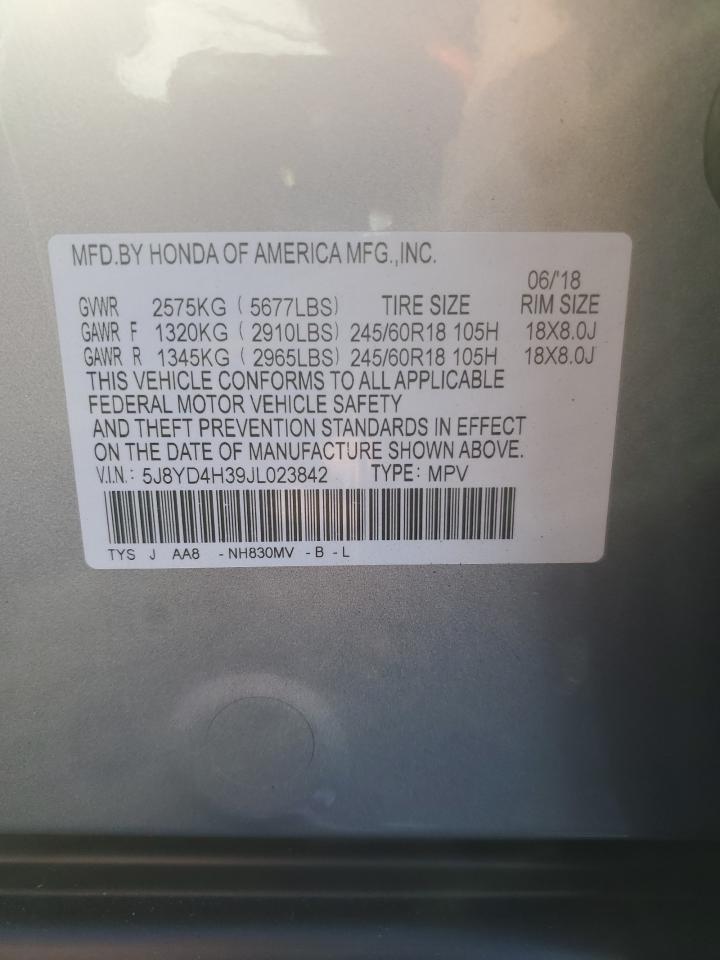 MFD.BY HONDA OF AMERICA MFG.,INC.
06/'18
GVWR 2575KG ( 5677LBS) TIRE SIZE RIM SIZE
GAWR F 1320KG ( 2910LBS) 245/60R18 105H 18X8.0J
GAWR R 1345KG ( 2965LBS) 245/60R18 105H 18X8.0J
THIS VEHICLE CONFORMS TO ALL APPLICABLE
FEDERAL MOTOR VEHICLE SAFETY
AND THEFT PREVENTION STANDARDS IN EFFECT
ON THE DATE OF MANUFACTURE SHOWN ABOVE.
V.I.N.: 5J8YD4H39JL023842 TYPE: MPV
TYS J AA8 -NH830MV -B -L